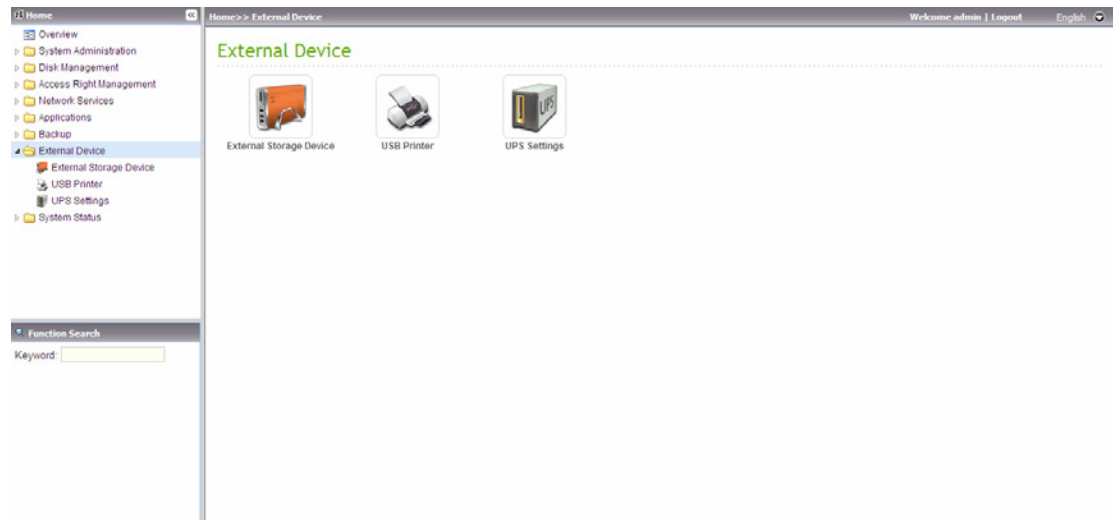 Home
Home>> External Device
Welcome admin | Logout
English
Overview
System Administration
Disk Management
Access Right Management
Network Services
Applications
Backup
External Device
External Storage Device
USB Printer
UPS Settings
System Status
External Device
UPS
External Storage Device
USB Printer
UPS Settings
Function Search
Keyword: